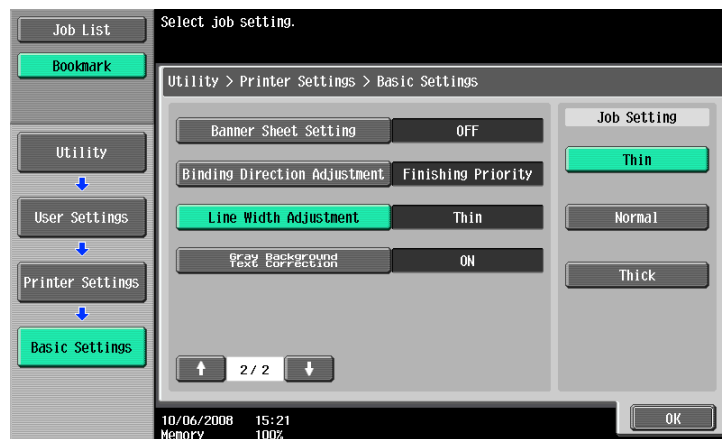 Job List
Bookmark
Select job setting.
Utility > Printer Settings > Basic Settings
Utility
User Settings
Printer Settings
Basic Settings
Banner Sheet Setting OFF
Binding Direction Adjustment Finishing Priority
Line Width Adjustment Thin
Gray Background
Text Correction ON
2/2
Job Setting
Thin
Normal
Thick
10/06/2008 15:21
Memory 100%
OK